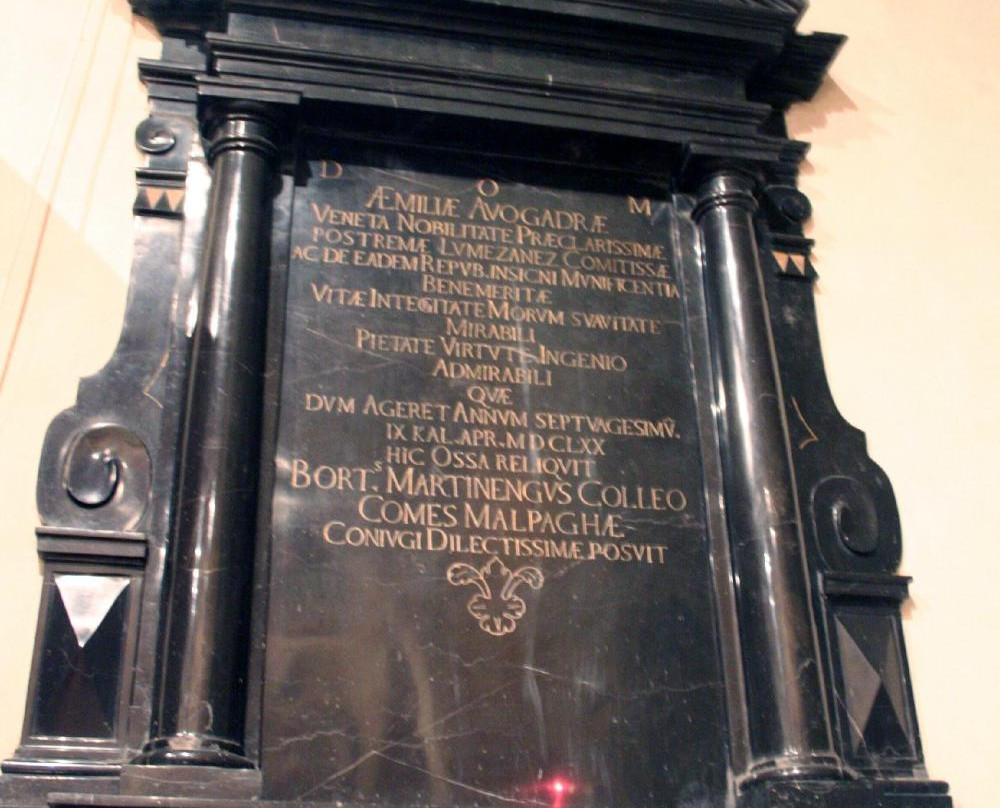 D O M
ÆMILIÆ AVOGADRÆ
VENETA NOBILITATE PRÆCLARISSIMÆ
POSTREMÆ LVMEZANEZ COMITISSÆ
AC DE EADEM REPVB. INSIGNI MVNIFICENTIA
BENEMERITÆ
VITÆ INTEGITATE MORVM SVAVITATE
MIRABILI
PIETATE VIRTVTE INGENIO
ADMIRABILI
QVÆ
DVM AGERET ANNVM SEPTVAGESIMV̄.
IX KAL. APR. MDCLXX
HIC OSSA RELIQVIT
BORT.S MARTINENGVS COLLEO
COMES MALPAGHÆ
CONIVGI DILECTISSIMÆ POSVIT